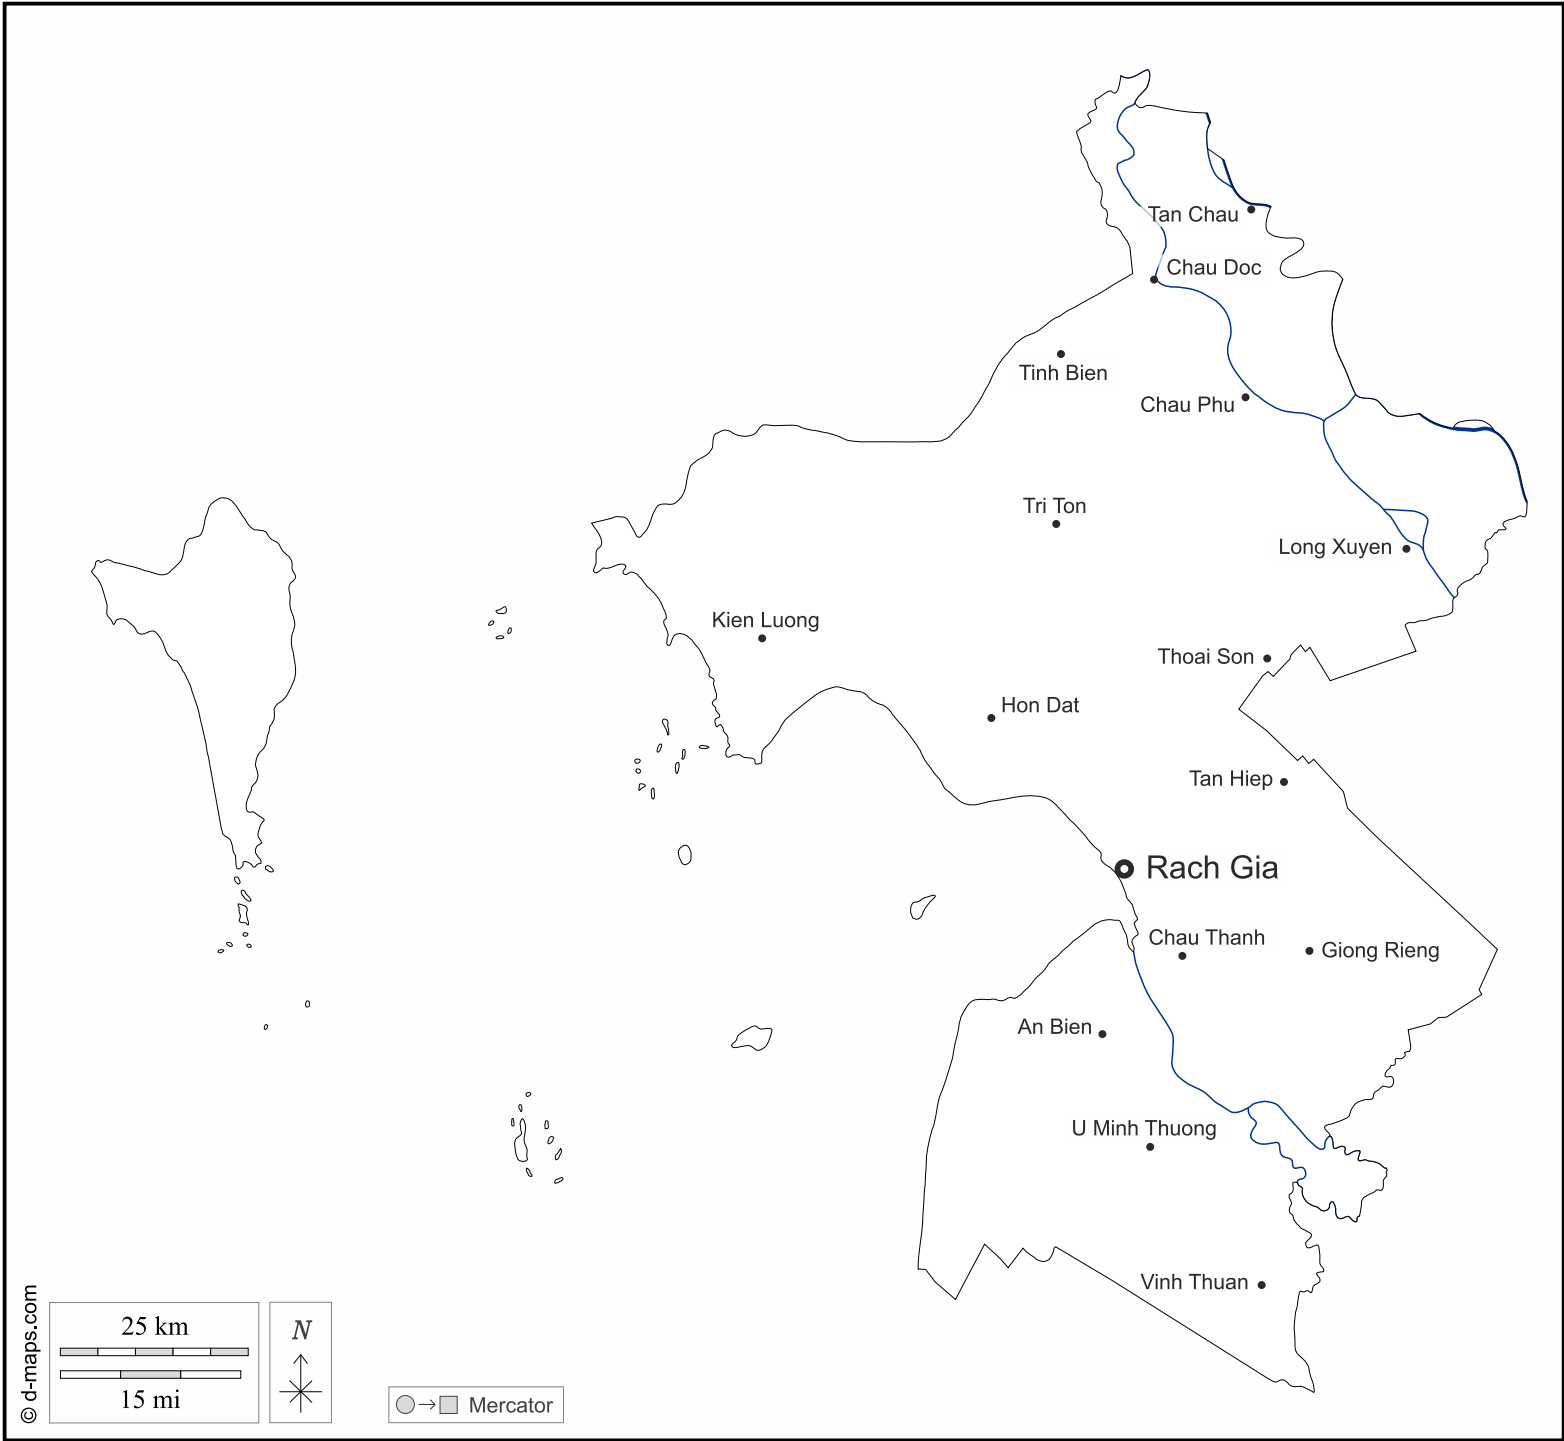 Tan Chau
Chau Doc
Tinh Bien
Chau Phu
Tri Ton
Long Xuyen
Kien Luong
Thoai Son
Hon Dat
Tan Hiep
Rach Gia
Chau Thanh
Giong Rieng
An Bien
U Minh Thuong
Vinh Thuan
© d-maps.com
25 km
15 mi
N
Mercator